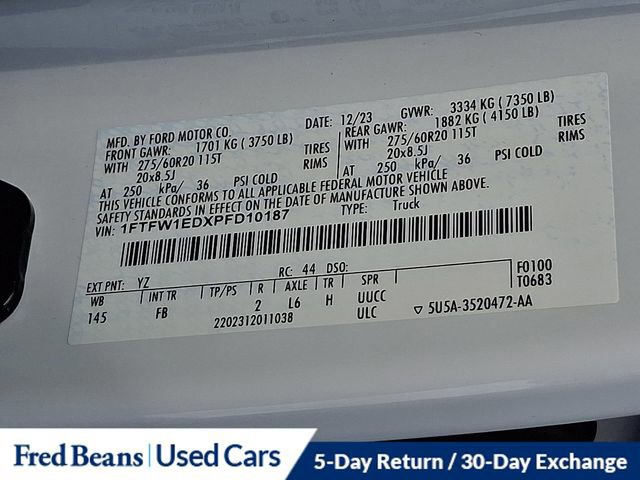 MFD. BY FORD MOTOR CO.
12/23 GVWR: 3334 KG ( 7350 LB)
FRONT GAWR: 1701 KG ( 3750 LB) REAR GAWR: 1882 KG ( 4150 LB)
WITH 275/60R20 115T TIRES WITH 275/60R20 115T TIRES
20x8.5J RIMS 20x8.5J RIMS
AT 250 kPa/ 36 PSI COLD AT 250 kPa/ 36 PSI COLD
THIS VEHICLE CONFORMS TO ALL APPLICABLE FEDERAL MOTOR VEHICLE
SAFETY STANDARDS IN EFFECT ON THE DATE OF MANUFACTURE SHOWN ABOVE.
VIN: 1FTFW1EDXPFD10187 TYPE: Truck
EXT PNT: YZ RC: 44 DSO: F0100
WB INT TR TP/PS R AXLE TR SPR T0683
145 FB 2 L6 H UUCC
2202312011038 ULC 5U5A-3520472-AA
Fred Beans Used Cars 5-Day Return / 30-Day Exchange